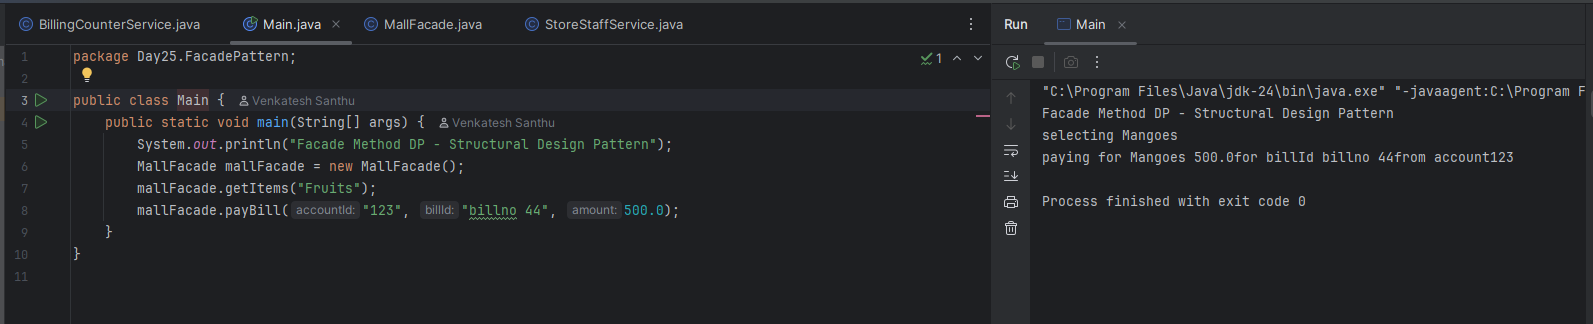 BillingCounterService.java Main.java MallFacade.java StoreStaffService.java
1 package Day25.FacadePattern; 1
2
3 public class Main { Venkatesh Santhu
4 public static void main(String[] args) { Venkatesh Santhu
5 System.out.println("Facade Method DP - Structural Design Pattern");
6 MallFacade mallFacade = new MallFacade();
7 mallFacade.getItems("Fruits");
8 mallFacade.payBill( accountId: "123", billId: "billno 44", amount: 500.0);
9 }
10 }
11
Run Main
"C:\Program Files\Java\jdk-24\bin\java.exe" "-javaagent:C:\Program F
Facade Method DP - Structural Design Pattern
selecting Mangoes
paying for Mangoes 500.0for billId billno 44from account123
Process finished with exit code 0